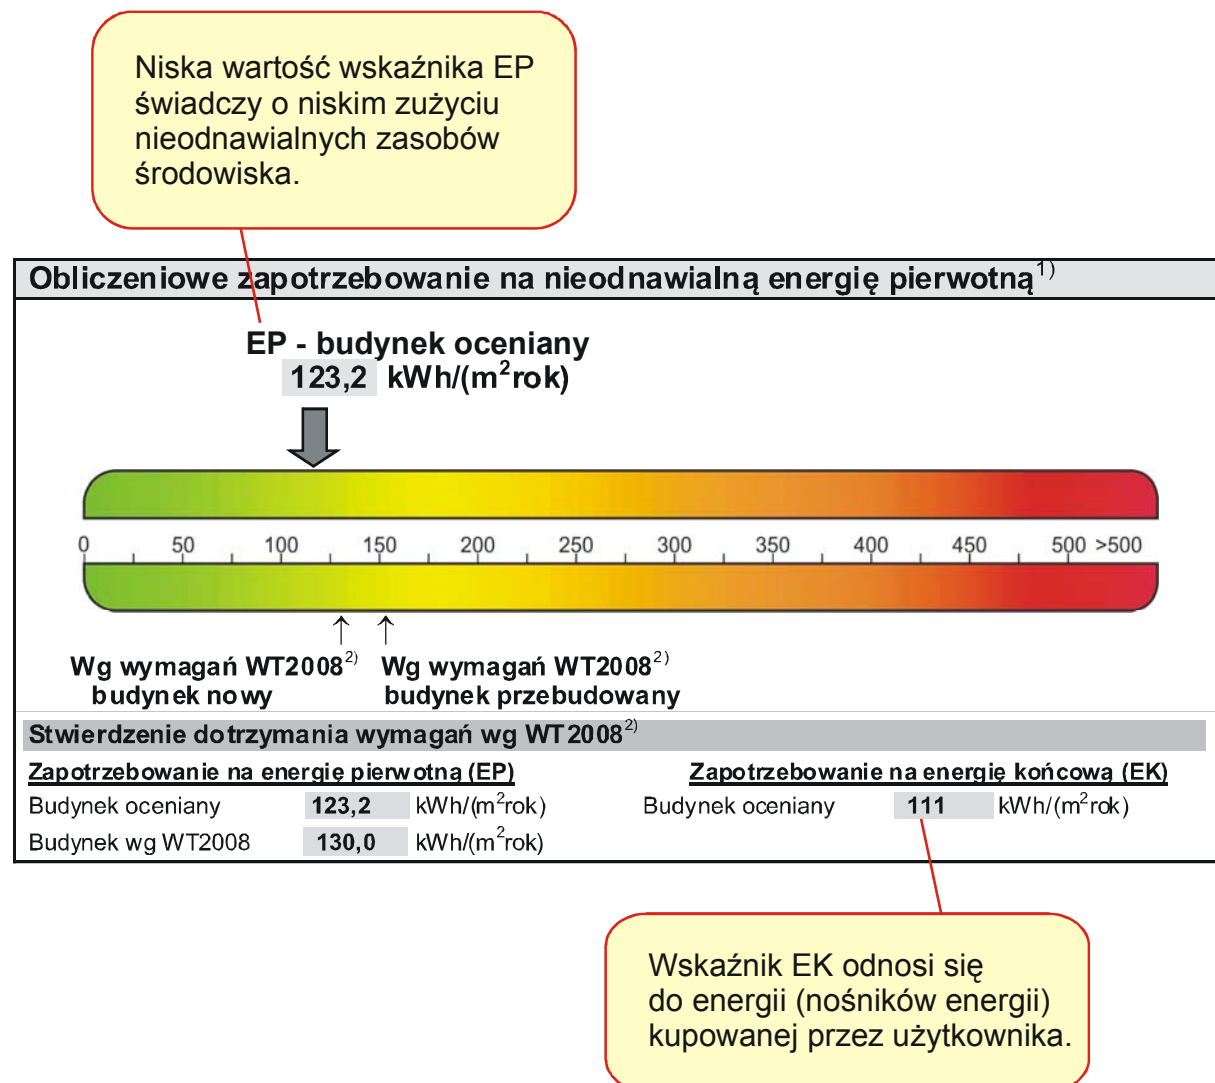 Niska wartość wskaźnika EP
świadczy o niskim zużyciu
nieodnawialnych zasobów
środowiska.
Obliczeniowe zapotrzebowanie na nieodnawialną energię pierwotną1)
EP - budynek oceniany
123,2 kWh/(m2rok)
0 50 100 150 200 250 300 350 400 450 500 >500
Wg wymagań WT20082) Wg wymagań WT20082)
budynek nowy budynek przebudowany
Stwierdzenie dotrzymania wymagań wg WT20082)
Zapotrzebowanie na energię pierwotną (EP) Zapotrzebowanie na energię końcową (EK)
Budynek oceniany 123,2 kWh/(m2rok) Budynek oceniany 111 kWh/(m2rok)
Budynek wg WT2008 130,0 kWh/(m2rok)
Wskaźnik EK odnosi się
do energii (nośników energii)
kupowanej przez użytkownika.